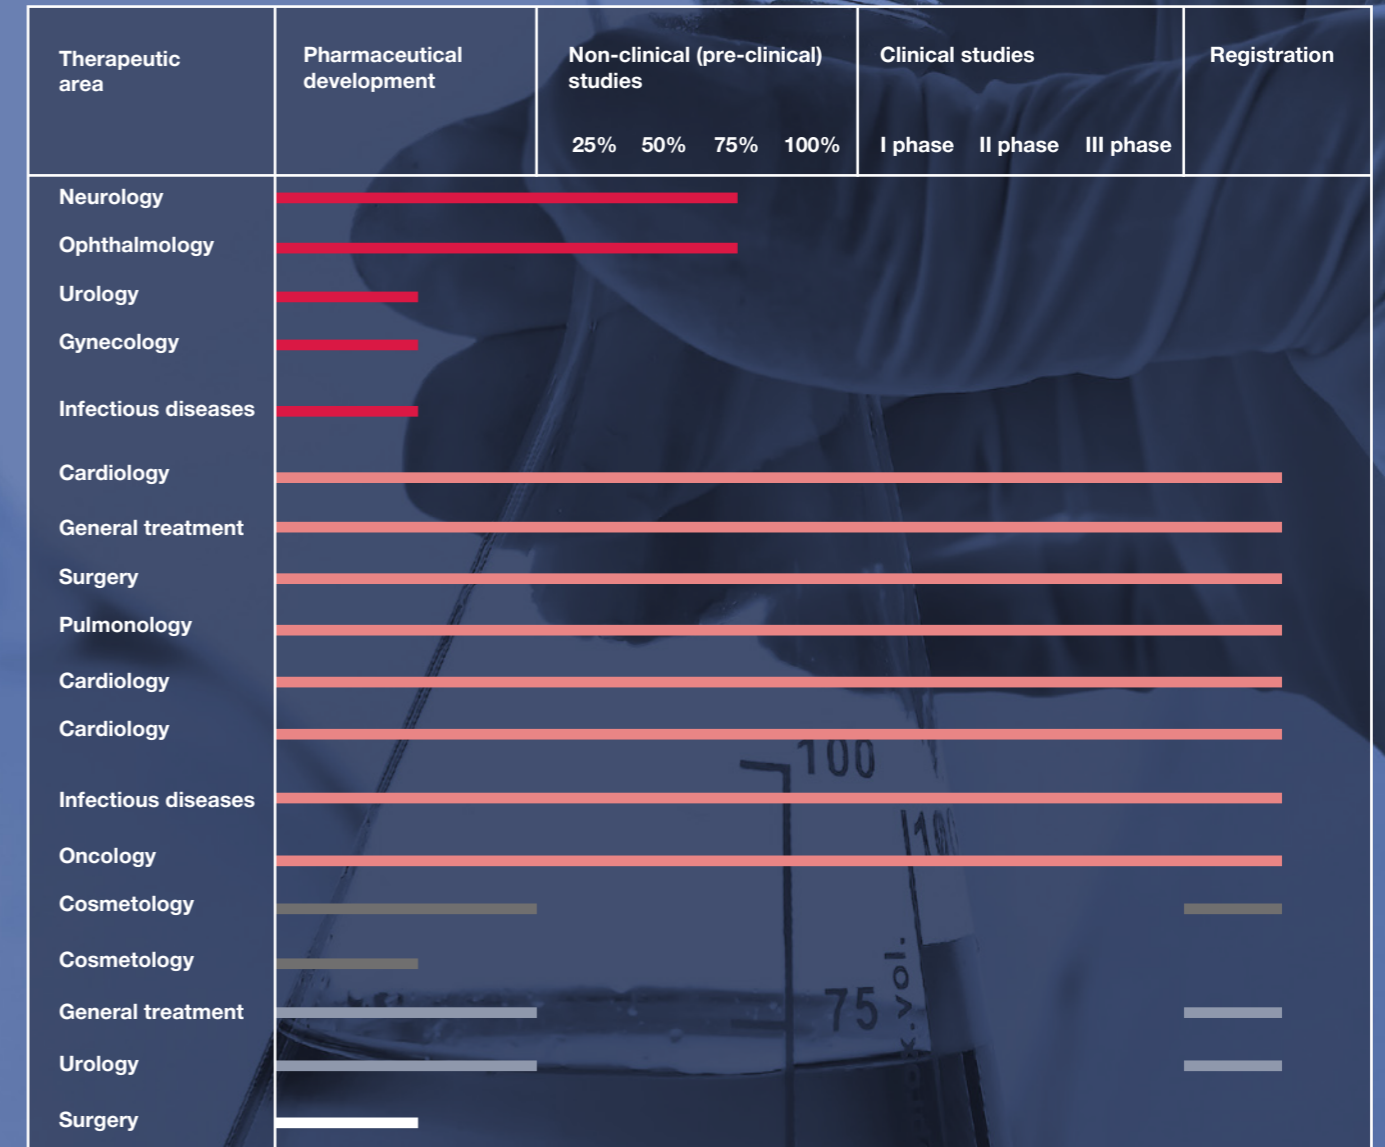 Therapeutic
area
Pharmaceutical
development
Non-clinical (pre-clinical)
studies
25% 50% 75% 100%
Clinical studies
I phase II phase III phase
Registration
Neurology
Ophthalmology
Urology
Gynecology
Infectious diseases
Cardiology
General treatment
Surgery
Pulmonology
Cardiology
Cardiology
100
Infectious diseases
Oncology
Cosmetology
Cosmetology
75
General treatment
Urology
Surgery